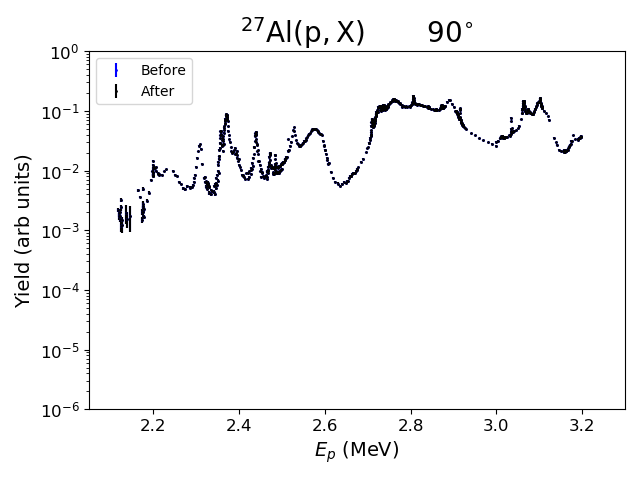 ²⁷Al(p, X) 90°
Before
After
10⁰
10⁻¹
10⁻²
10⁻³
10⁻⁴
10⁻⁵
10⁻⁶
Yield (arb units)
2.2 2.4 2.6 2.8 3.0 3.2
Eₚ (MeV)